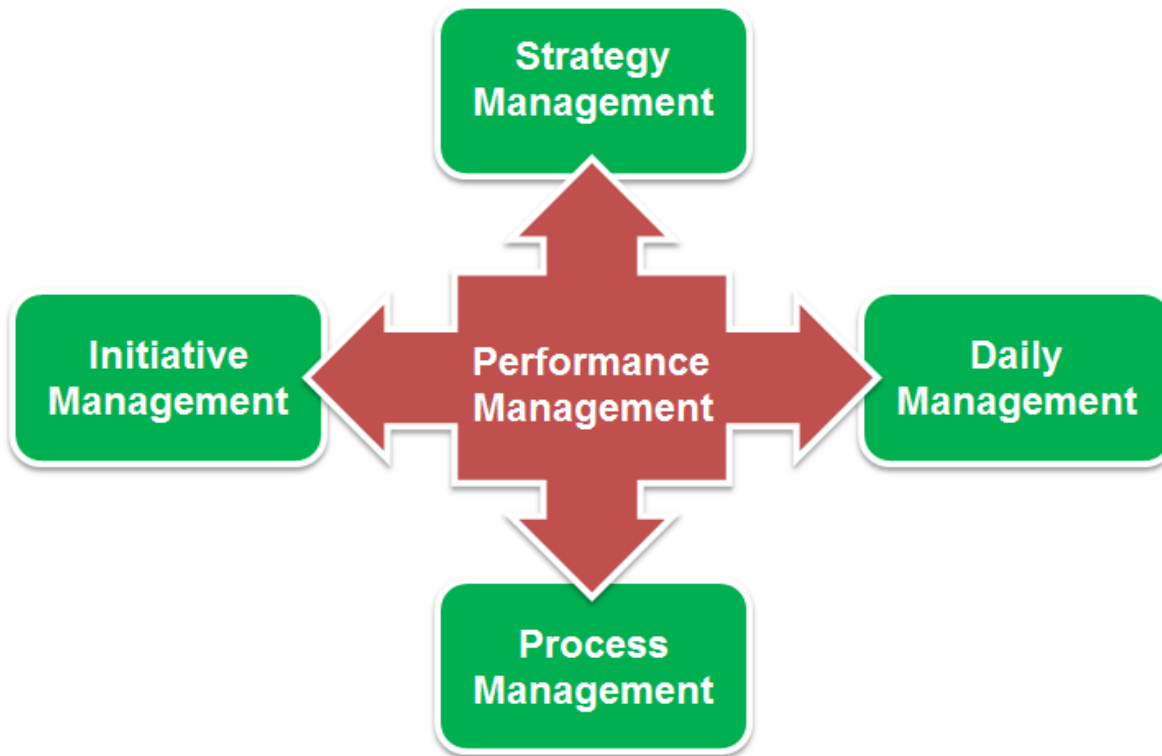 Strategy
Management
Initiative
Management
Performance
Management
Daily
Management
Process
Management